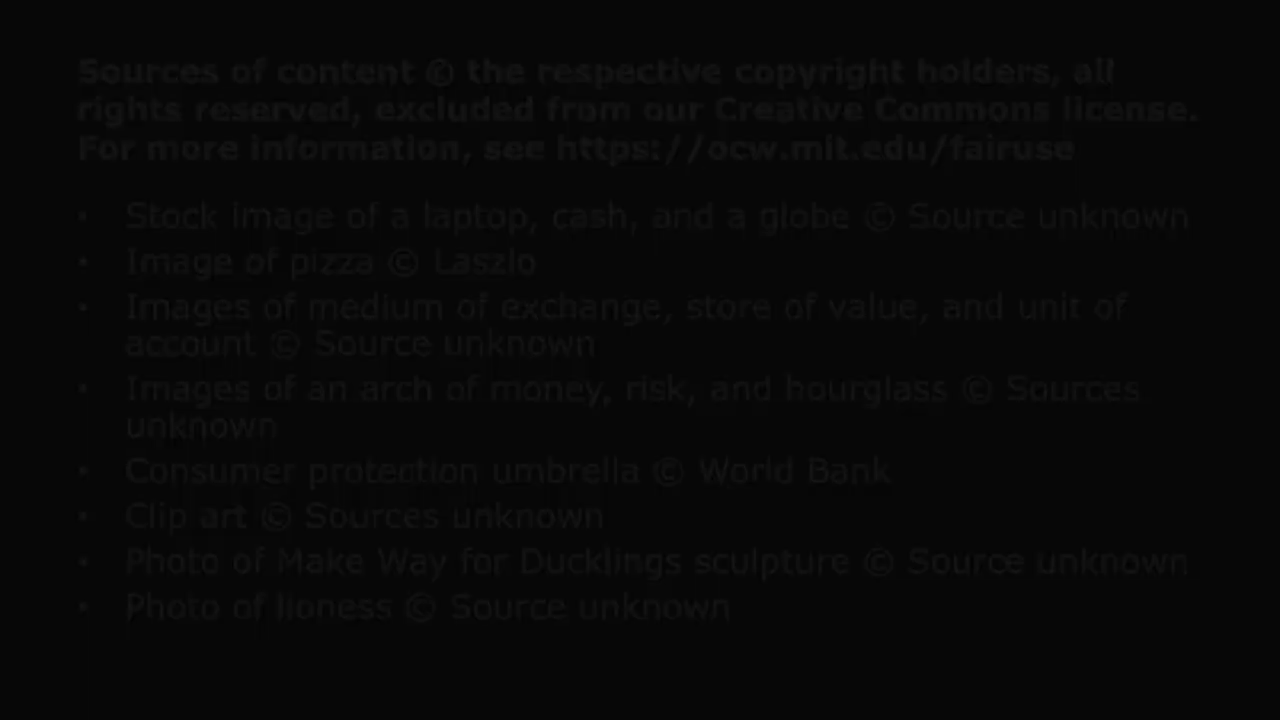 Sources of content © the respective copyright holders, all
rights reserved, excluded from our Creative Commons license.
For more information, see https://ocw.mit.edu/fairuse
• Stock image of a laptop, cash, and a globe © Source unknown
• Image of pizza © Laszlo
• Images of medium of exchange, store of value, and unit of
account © Source unknown
• Images of an arch of money, risk, and hourglass © Sources
unknown
• Consumer protection umbrella © World Bank
• Clip art © Sources unknown
• Photo of Make Way for Ducklings sculpture © Source unknown
• Photo of lioness © Source unknown